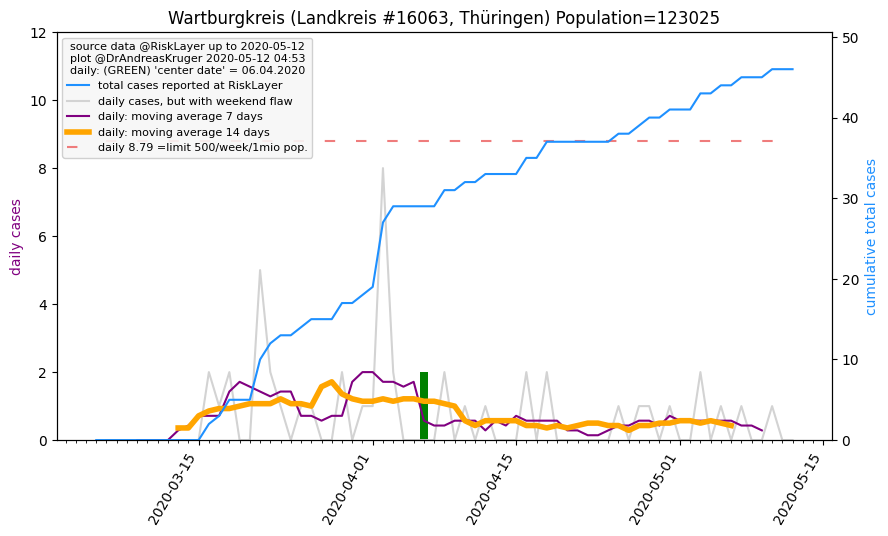 Wartburgkreis (Landkreis #16063, Thüringen) Population=123025
source data @RiskLayer up to 2020-05-12
plot @DrAndreasKruger 2020-05-12 04:53
daily: (GREEN) 'center date' = 06.04.2020
total cases reported at RiskLayer
daily cases, but with weekend flaw
daily: moving average 7 days
daily: moving average 14 days
daily 8.79 =limit 500/week/1mio pop.
daily cases
12
10
8
6
4
2
0
cumulative total cases
50
40
30
20
10
0
2020-03-15
2020-04-01
2020-04-15
2020-05-01
2020-05-15